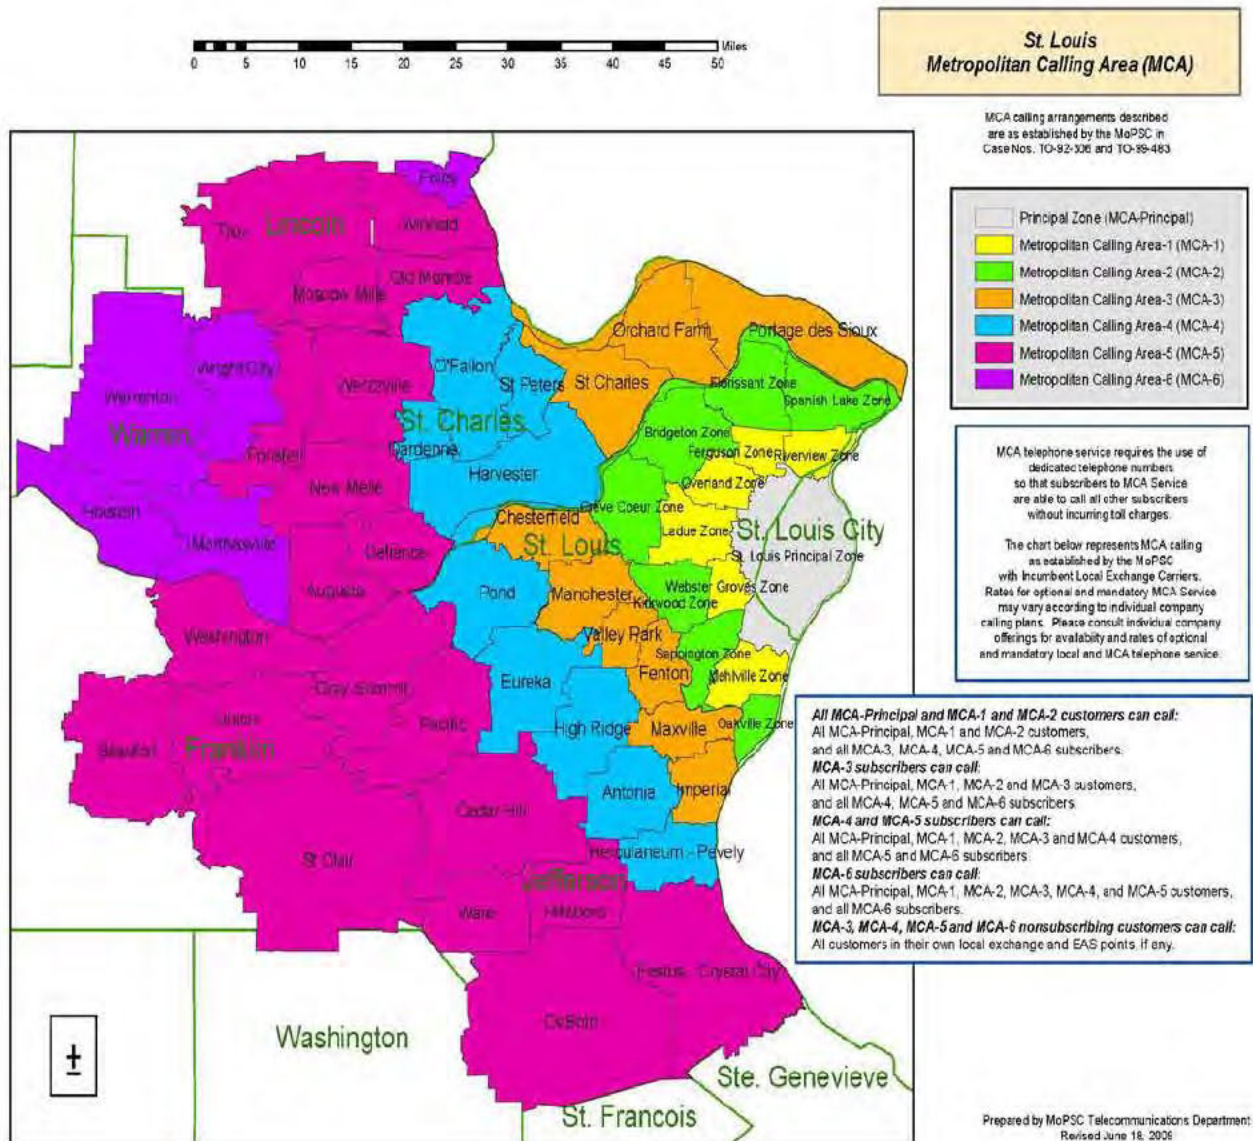 Miles
0 5 10 15 20 25 30 35 40 45 50
St. Louis
Metropolitan Calling Area (MCA)
MCA calling arrangements described
are as established by the MoPSC in
Case Nos. TO-92-306 and TO-99-483
Principal Zone (MCA-Principal)
Metropolitan Calling Area-1 (MCA-1)
Metropolitan Calling Area-2 (MCA-2)
Metropolitan Calling Area-3 (MCA-3)
Metropolitan Calling Area-4 (MCA-4)
Metropolitan Calling Area-5 (MCA-5)
Metropolitan Calling Area-6 (MCA-6)
Foley
Troy
Lincoln
Winfield
Old Monroe
Moscow Mills
Orchard Farm
Portage des Sioux
Wright City
O'Fallon
St Peters
St Charles
Florissant Zone
Spanish Lake Zone
Warrenton
Wentzville
Warren
St. Charles
Bridgeton Zone
Ferguson Zone
Riverview Zone
Foristell
Dardenne
Harvester
Overland Zone
New Melle
Creve Coeur Zone
Holstein
Chesterfield
Ladue Zone
St. Louis City
Marthasville
Defiance
St. Louis
St. Louis Principal Zone
Augusta
Pond
Manchester
Webster Groves Zone
Kirkwood Zone
Washington
Valley Park
Sappington Zone
Gray Summit
Eureka
Fenton
Mehlville Zone
Union
Pacific
High Ridge
Maxville
Oakville Zone
Beaufort
Franklin
Antonia
Imperial
Cedar Hill
St Clair
Herculaneum - Pevely
Jefferson
Ware
Hillsboro
Festus - Crystal City
DeSoto
Washington
Ste. Genevieve
St. Francois
MCA telephone service requires the use of
dedicated telephone numbers
so that subscribers to MCA Service
are able to call all other subscribers
without incurring toll charges.
The chart below represents MCA calling
as established by the MoPSC
with Incumbent Local Exchange Carriers.
Rates for optional and mandatory MCA Service
may vary according to individual company
calling plans. Please consult individual company
offerings for availability and rates of optional
and mandatory local and MCA telephone service.
All MCA-Principal and MCA-1 and MCA-2 customers can call:
All MCA-Principal, MCA-1 and MCA-2 customers,
and all MCA-3, MCA-4, MCA-5 and MCA-6 subscribers.
MCA-3 subscribers can call:
All MCA-Principal, MCA-1, MCA-2 and MCA-3 customers,
and all MCA-4, MCA-5 and MCA-6 subscribers
MCA-4 and MCA-5 subscribers can call:
All MCA-Principal, MCA-1, MCA-2, MCA-3 and MCA-4 customers,
and all MCA-5 and MCA-6 subscribers
MCA-6 subscribers can call:
All MCA-Principal, MCA-1, MCA-2, MCA-3, MCA-4, and MCA-5 customers,
and all MCA-6 subscribers.
MCA-3, MCA-4, MCA-5 and MCA-6 nonsubscribing customers can call:
All customers in their own local exchange and EAS points, if any.
Prepared by MoPSC Telecommunications Department
Revised June 18,